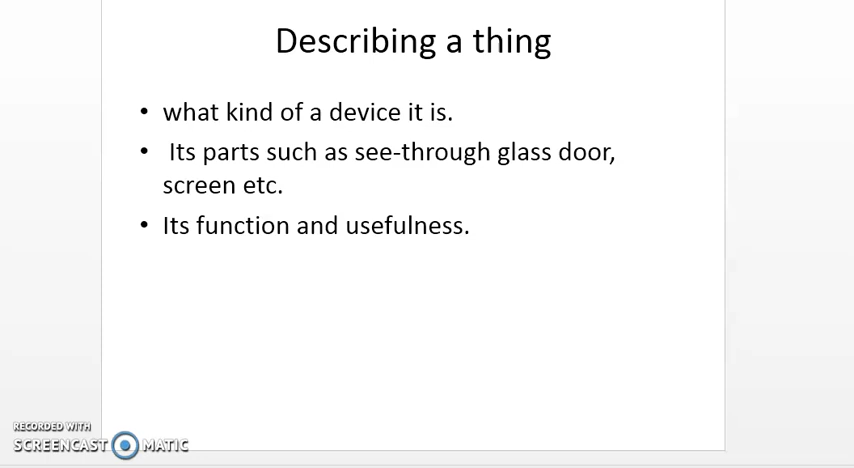 Describing a thing
• what kind of a device it is.
• Its parts such as see-through glass door,
screen etc.
• Its function and usefulness.
RECORDED WITH
SCREENCAST MATIC